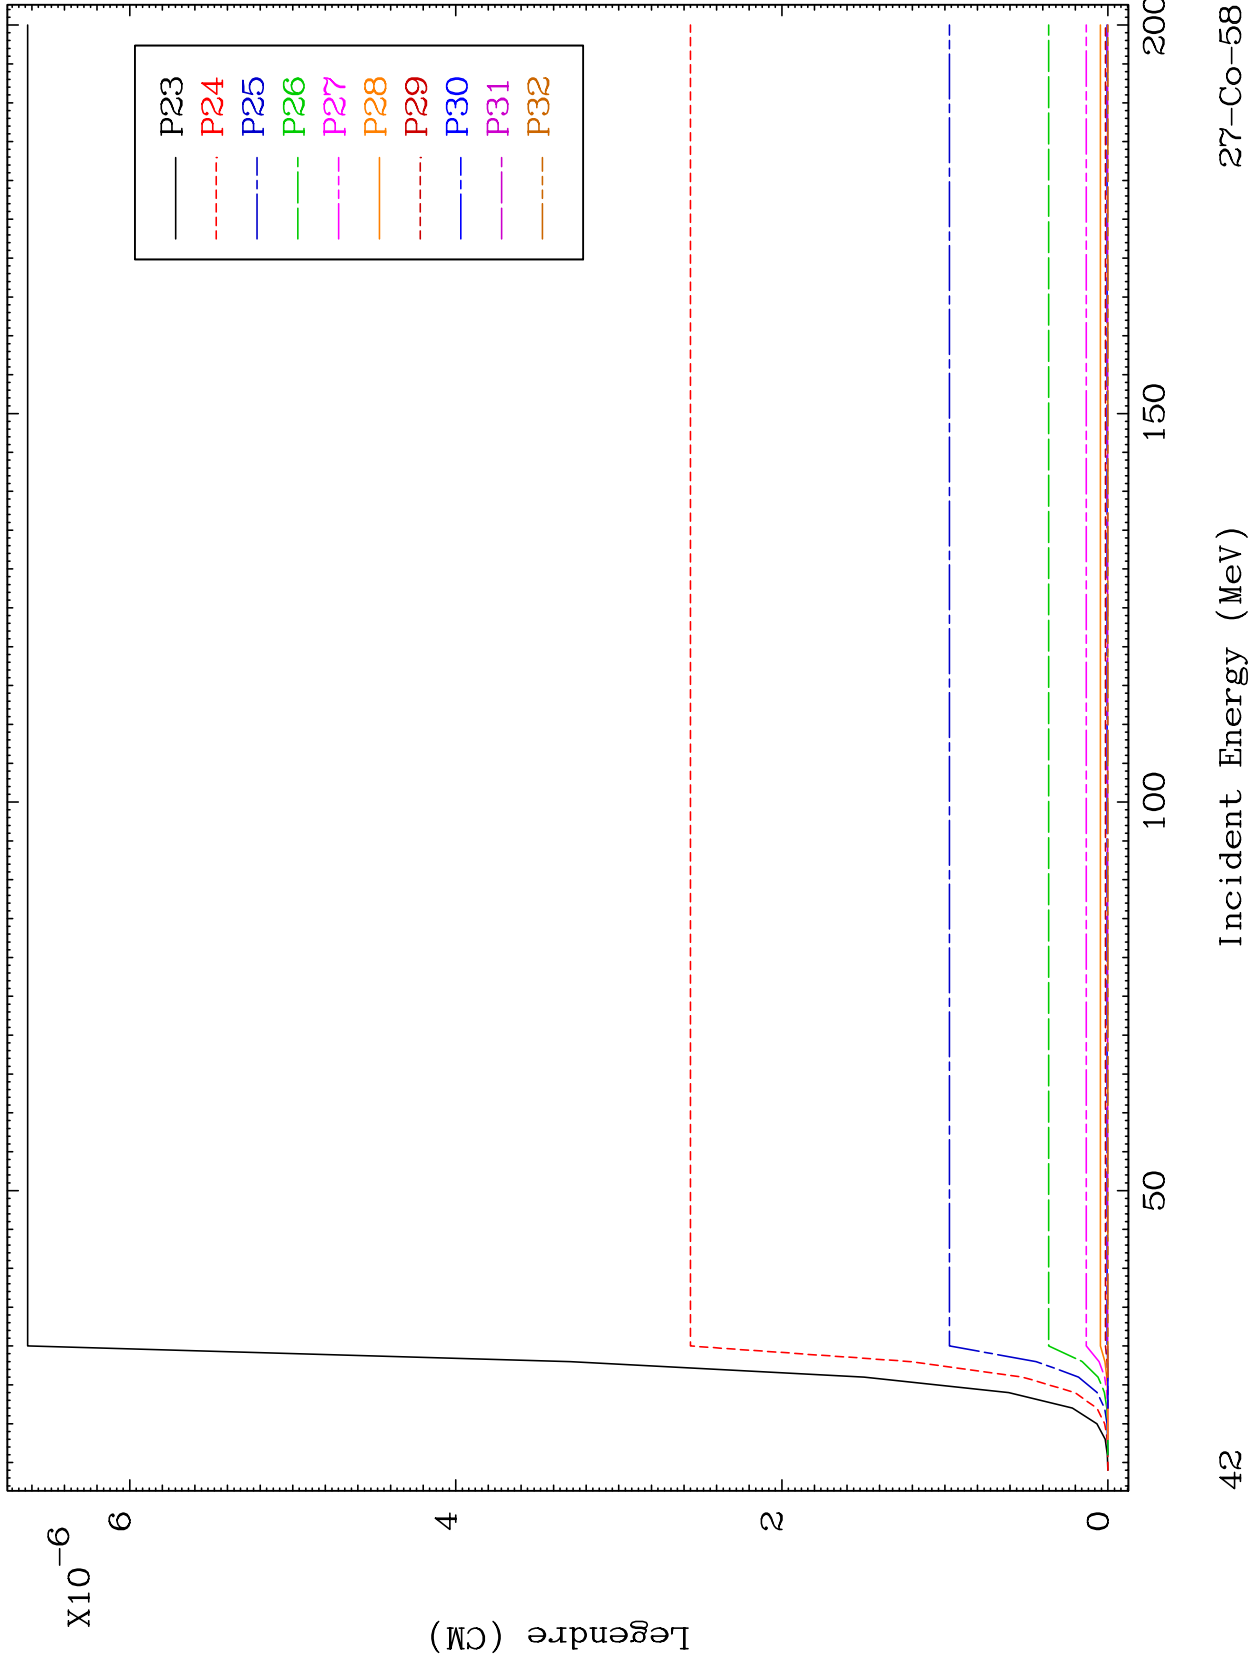 X10-6
6
4
2
0
Legendre (CM)
P23
P24
P25
P26
P27
P28
P29
P30
P31
P32
50
100
150
200
Incident Energy (MeV)
42
27-Co-58